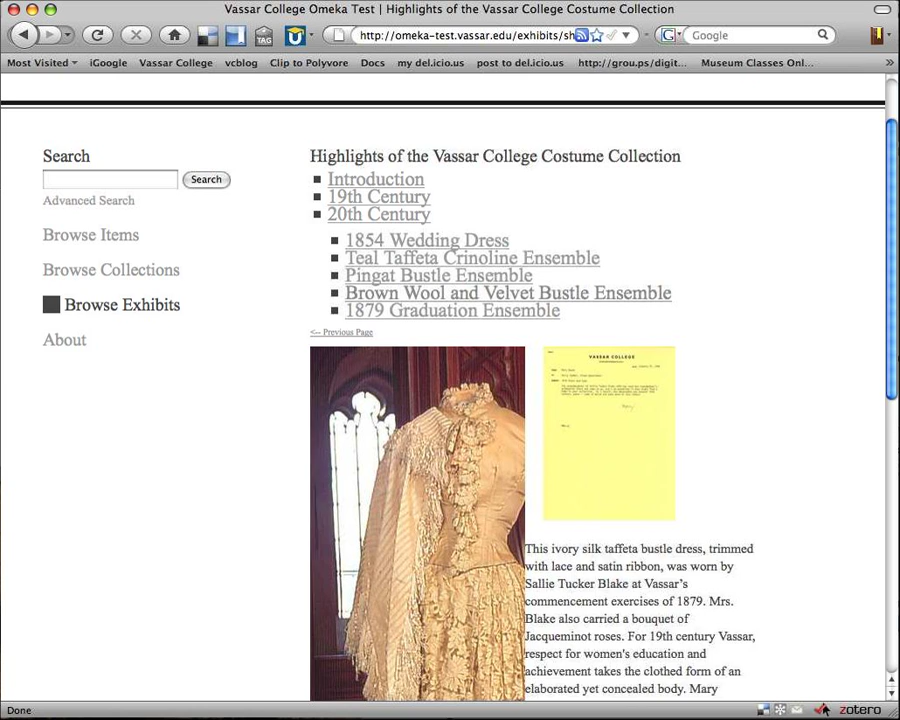 Vassar College Omeka Test | Highlights of the Vassar College Costume Collection
TAG
http://omeka-test.vassar.edu/exhibits/sh
G
Google
Most Visited
iGoogle
Vassar College
vcblog
Clip to Polyvore
Docs
my del.icio.us
post to del.icio.us
http://grou.ps/digit...
Museum Classes Onl...
»
Search
Search
Advanced Search
Browse Items
Browse Collections
Browse Exhibits
About
Highlights of the Vassar College Costume Collection
Introduction
19th Century
20th Century
1854 Wedding Dress
Teal Taffeta Crinoline Ensemble
Pingat Bustle Ensemble
Brown Wool and Velvet Bustle Ensemble
1879 Graduation Ensemble
<-- Previous Page
VASSAR COLLEGE
This ivory silk taffeta bustle dress, trimmed
with lace and satin ribbon, was worn by
Sallie Tucker Blake at Vassar's
commencement exercises of 1879. Mrs.
Blake also carried a bouquet of
Jacqueminot roses. For 19th century Vassar,
respect for women's education and
achievement takes the clothed form of an
elaborated yet concealed body. Mary
Done
zotero